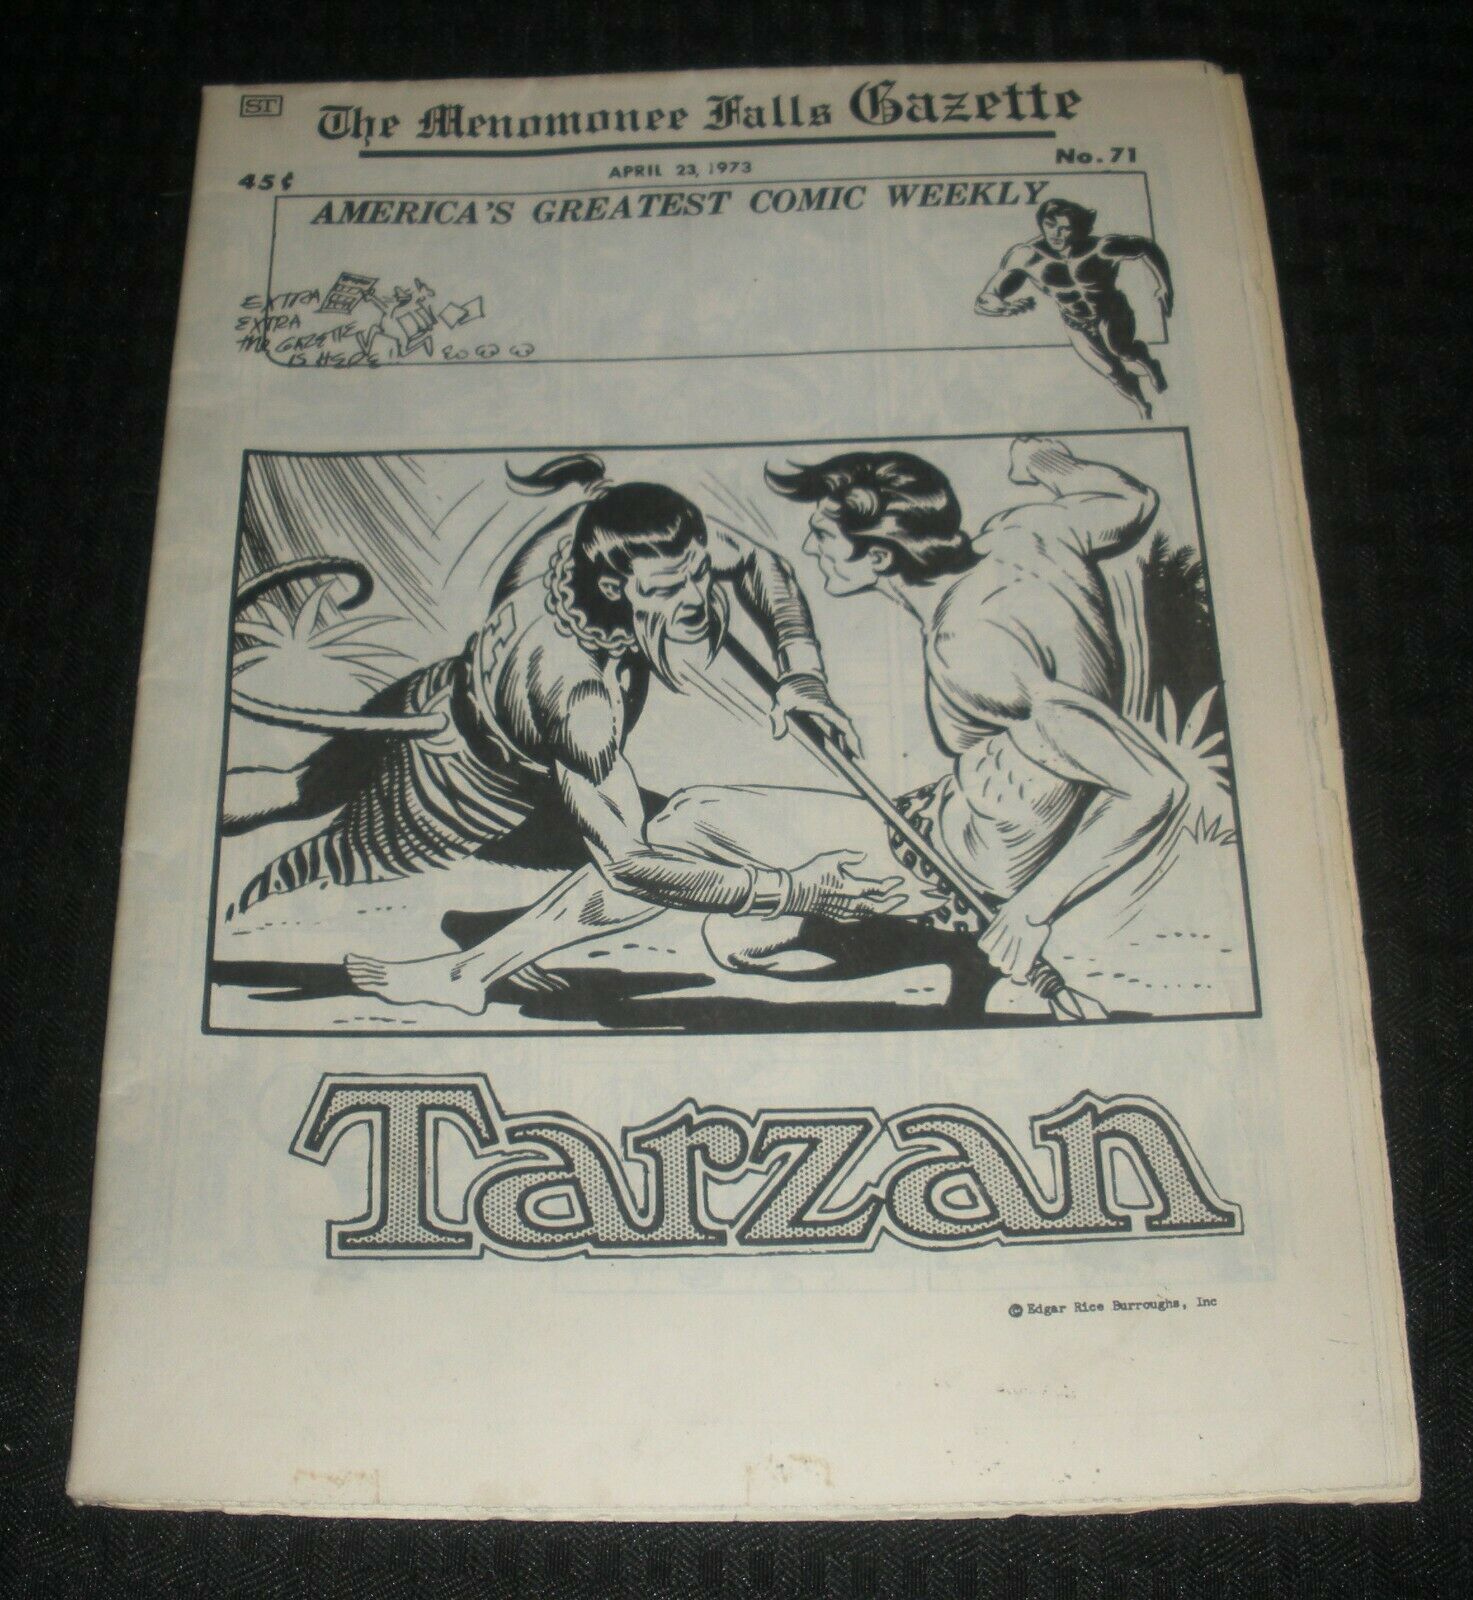 ST
The Menomonee Falls Gazette
45¢
APRIL 23, 1973
No. 71
AMERICA'S GREATEST COMIC WEEKLY
EXTRA
EXTRA
THE GAZETTE
IS HERE!
Tarzan
© Edgar Rice Burroughs, Inc